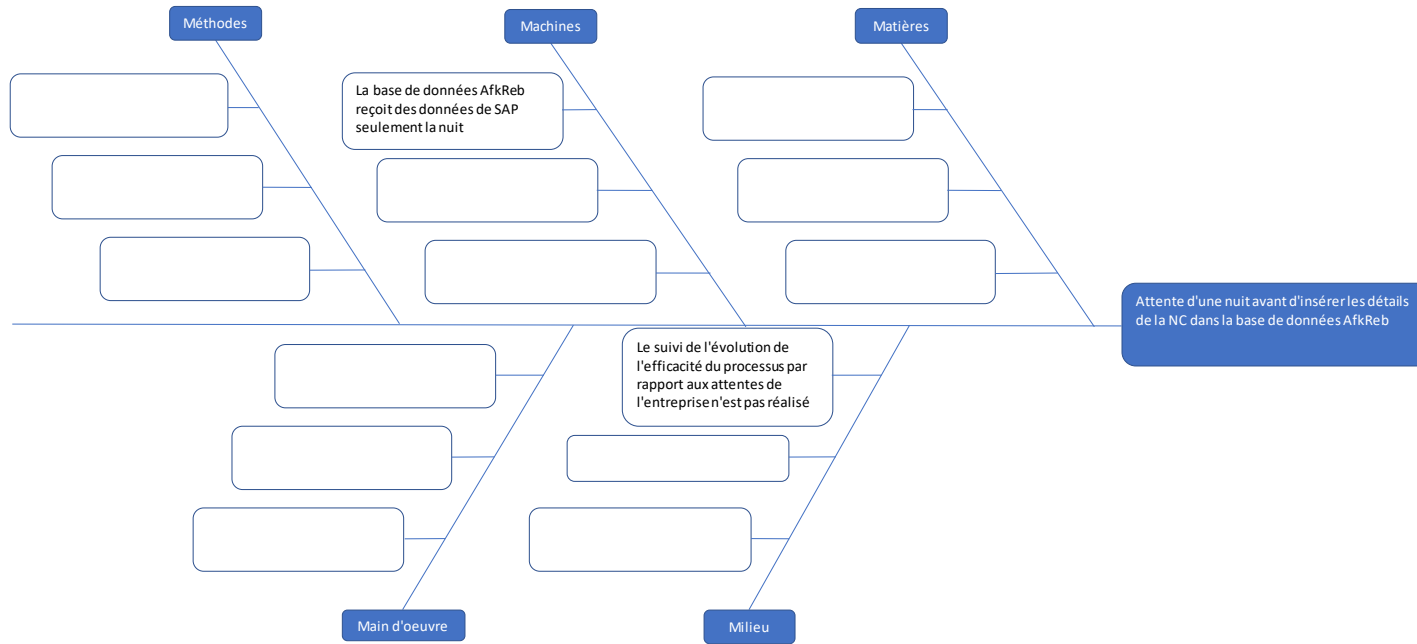 Méthodes
Machines
Matières
La base de données AfkReb
reçoit des données de SAP
seulement la nuit
Attente d'une nuit avant d'insérer les détails
de la NC dans la base de données AfkReb
Le suivi de l'évolution de
l'efficacité du processus par
rapport aux attentes de
l'entreprise n'est pas réalisé
Main d'oeuvre
Milieu